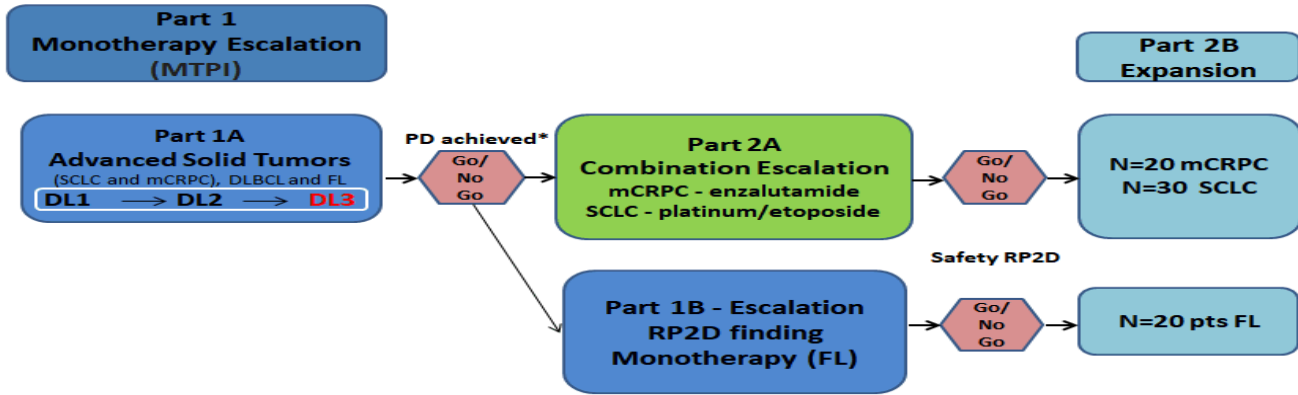 Part 1
Monotherapy Escalation
(MTPI)
Part 2B
Expansion
Part 1A
Advanced Solid Tumors
(SCLC and mCRPC), DLBCL and FL
DL1 → DL2 → DL3
PD achieved*
Go/
No
Go
Part 2A
Combination Escalation
mCRPC - enzalutamide
SCLC - platinum/etoposide
Go/
No
Go
N=20 mCRPC
N=30 SCLC
Safety RP2D
Part 1B - Escalation
RP2D finding
Monotherapy (FL)
Go/
No
Go
N=20 pts FL